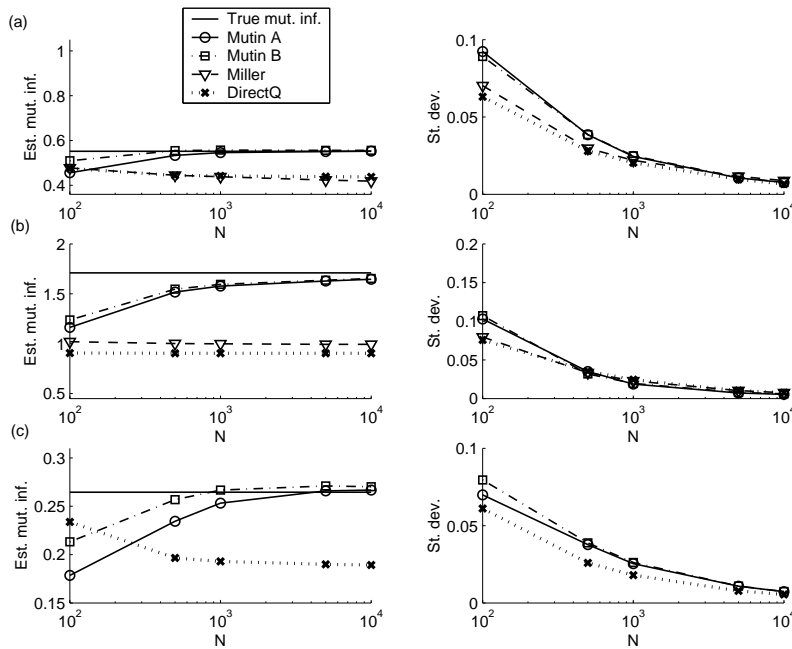 (a)
True mut. inf.
Mutin A
Mutin B
Miller
DirectQ
Est. mut. inf.
1
0.8
0.6
0.4
10^2
10^3
10^4
N
St. dev.
0.1
0.05
0
10^2
10^3
10^4
N
(b)
Est. mut. inf.
2
1.5
1
0.5
10^2
10^3
10^4
N
St. dev.
0.2
0.15
0.1
0.05
0
10^2
10^3
10^4
N
(c)
Est. mut. inf.
0.3
0.25
0.2
0.15
10^2
10^3
10^4
N
St. dev.
0.1
0.05
0
10^2
10^3
10^4
N